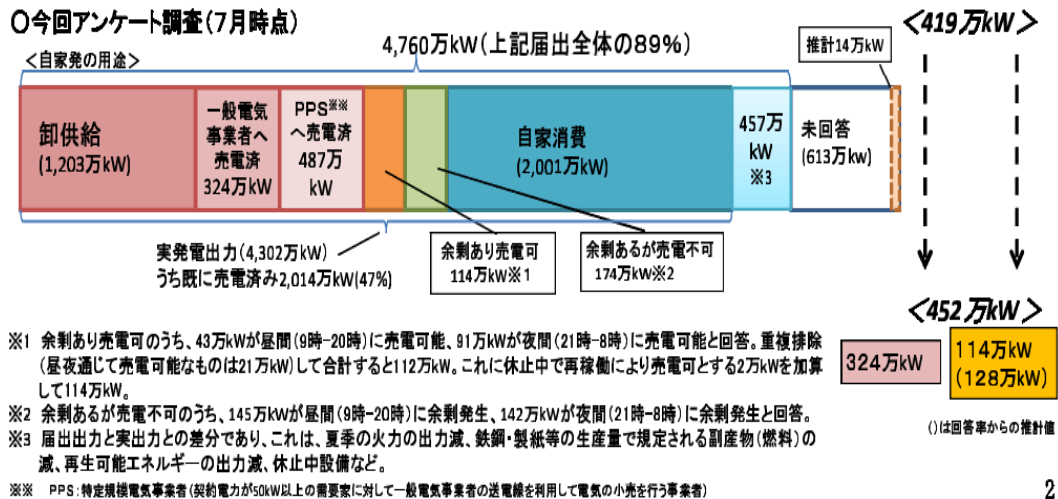 〇今回アンケート調査(7月時点)
<419万kW>
4,760万kW(上記届出全体の89%)
推計14万kW
<自家発の用途>
卸供給
(1,203万kW)
一般電気
事業者へ
売電済
324万kW
PPS※※
へ売電済
487万
kW
自家消費
(2,001万kW)
457万
kW
※3
未回答
(613万kw)
実発電出力(4,302万kW)
うち既に売電済み2,014万kW(47%)
余剰あり売電可
114万kW※1
余剰あるが売電不可
174万kW※2
<452万kW>
324万kW
114万kW
(128万kW)
()は回答率からの推計値
※1 余剰あり売電可のうち、43万kWが昼間(9時-20時)に売電可能、91万kWが夜間(21時-8時)に売電可能と回答。重複排除
(昼夜通じて売電可能なものは21万kW)して合計すると112万kW。これに休止中で再稼働により売電可とする2万kWを加算
して114万kW。
※2 余剰あるが売電不可のうち、145万kWが昼間(9時-20時)に余剰発生、142万kWが夜間(21時-8時)に余剰発生と回答。
※3 届出出力と実出力との差分であり、これは、夏季の火力の出力減、鉄鋼・製紙等の生産量で規定される副産物(燃料)の
減、再生可能エネルギーの出力減、休止中設備など。
※※ PPS:特定規模電気事業者(契約電力が50kW以上の需要家に対して一般電気事業者の送電線を利用して電気の小売を行う事業者)
2